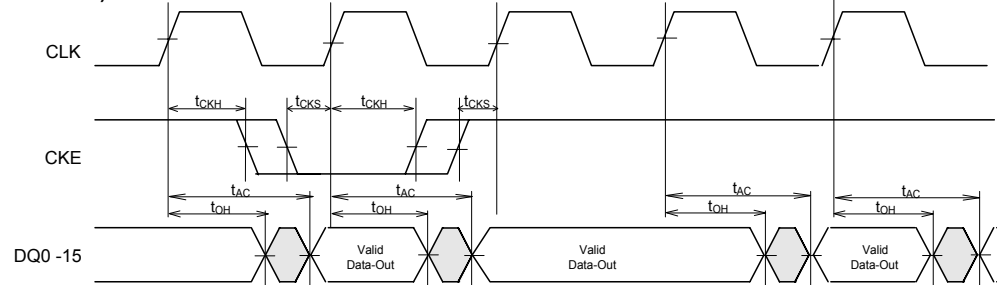 )
CLK
tCKH tCKS tCKH tCKS
CKE
tAC tAC tAC tAC
tOH tOH tOH tOH
DQ0 -15
Valid Data-Out
Valid Data-Out
Valid Data-Out